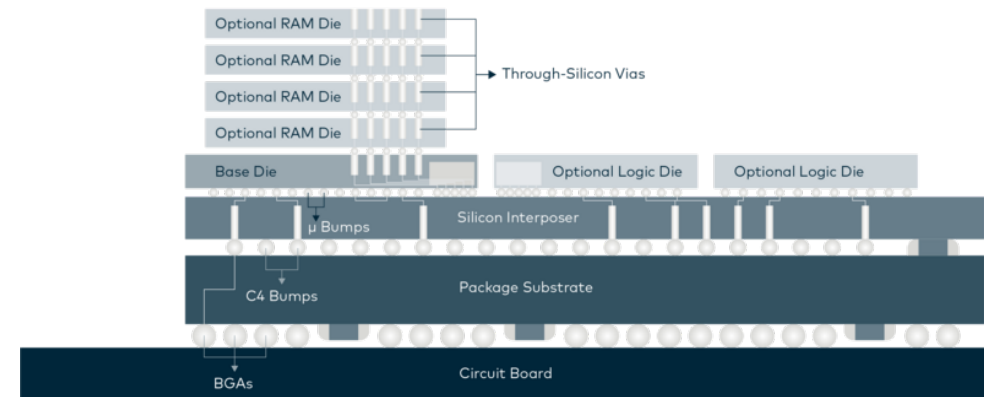 Optional RAM Die
Optional RAM Die
Through-Silicon Vias
Optional RAM Die
Optional RAM Die
Base Die
Optional Logic Die
Optional Logic Die
Silicon Interposer
µ Bumps
Package Substrate
C4 Bumps
Circuit Board
BGAs